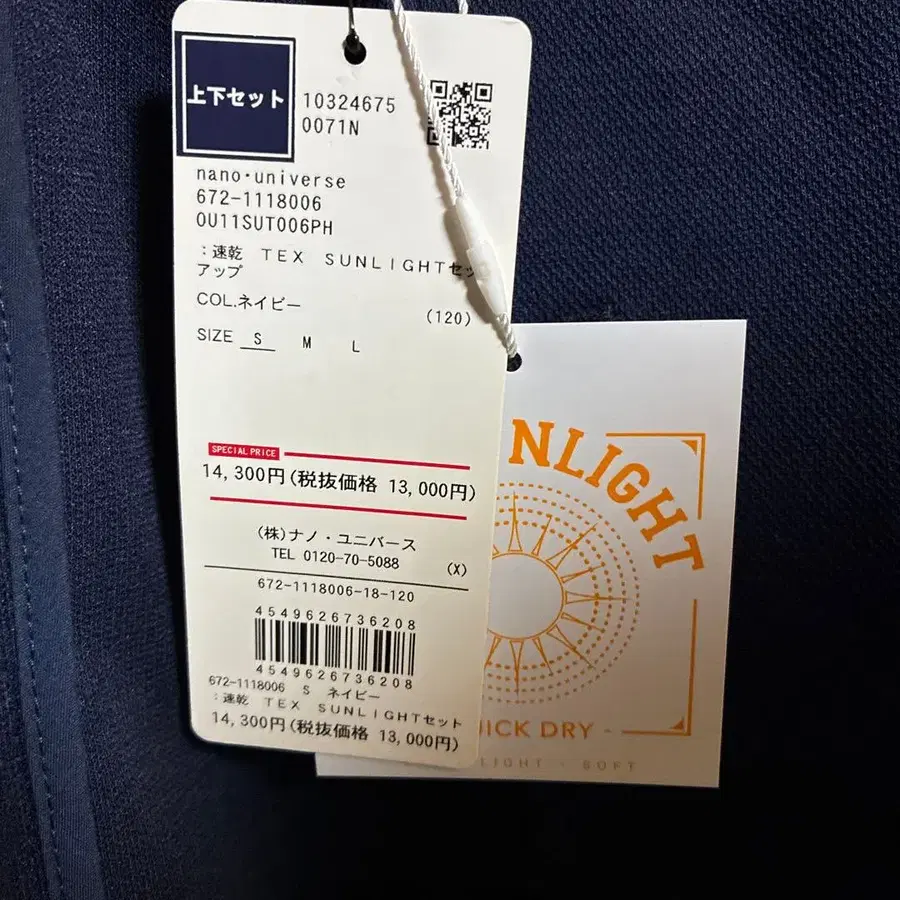 上下セット
10324675
0071N
nano・universe
672-1118006
0U11SUT006PH
:速乾 TEX SUNLIGHTセッ
アップ
COL.ネイビー
(120)
SIZE S M L
SPECIAL PRICE
14,300円(税抜価格 13,000円)
(株)ナノ・ユニバース
TEL 0120-70-5088
(X)
672-1118006-18-120
4549626736208
4549626736208
672-1118006 S ネイビー
:速乾 TEX SUNLIGHTセット
14,300円(税抜価格 13,000円)
NLIGHT
ICK DRY -
LIGHT - SOFT